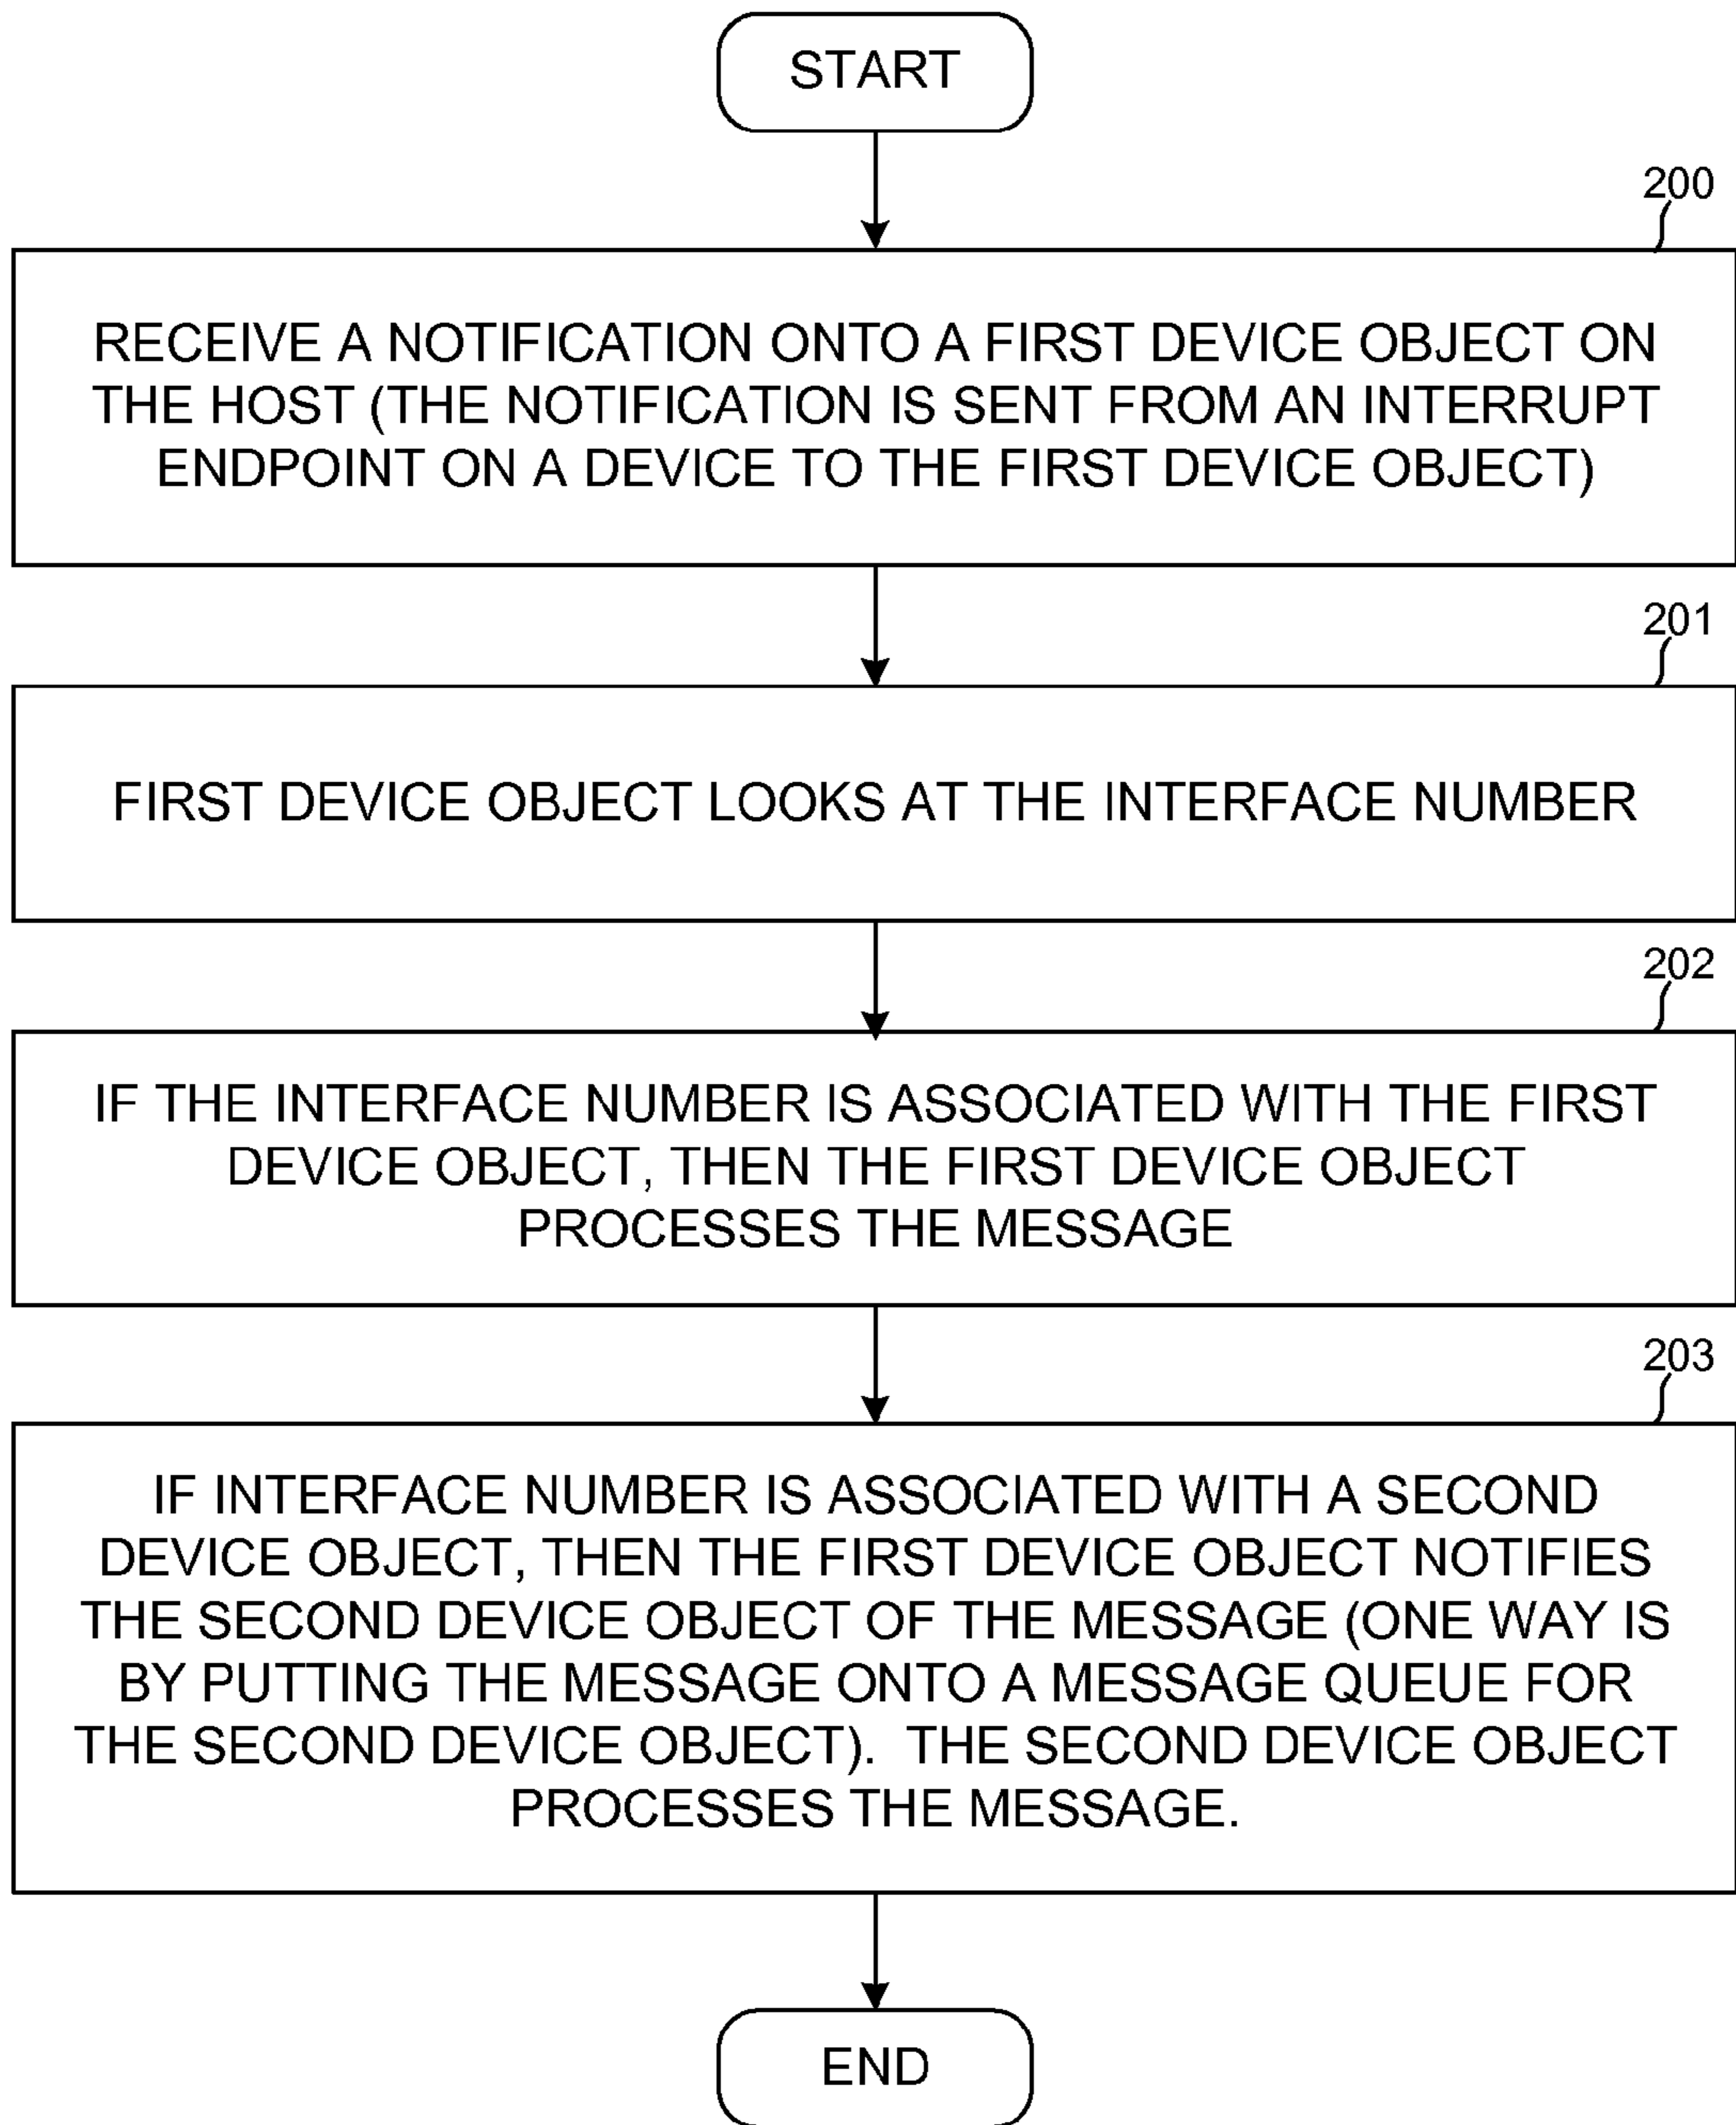 START
200
RECEIVE A NOTIFICATION ONTO A FIRST DEVICE OBJECT ON
THE HOST (THE NOTIFICATION IS SENT FROM AN INTERRUPT
ENDPOINT ON A DEVICE TO THE FIRST DEVICE OBJECT)
201
FIRST DEVICE OBJECT LOOKS AT THE INTERFACE NUMBER
202
IF THE INTERFACE NUMBER IS ASSOCIATED WITH THE FIRST
DEVICE OBJECT, THEN THE FIRST DEVICE OBJECT
PROCESSES THE MESSAGE
203
IF INTERFACE NUMBER IS ASSOCIATED WITH A SECOND
DEVICE OBJECT, THEN THE FIRST DEVICE OBJECT NOTIFIES
THE SECOND DEVICE OBJECT OF THE MESSAGE (ONE WAY IS
BY PUTTING THE MESSAGE ONTO A MESSAGE QUEUE FOR
THE SECOND DEVICE OBJECT). THE SECOND DEVICE OBJECT
PROCESSES THE MESSAGE.
END